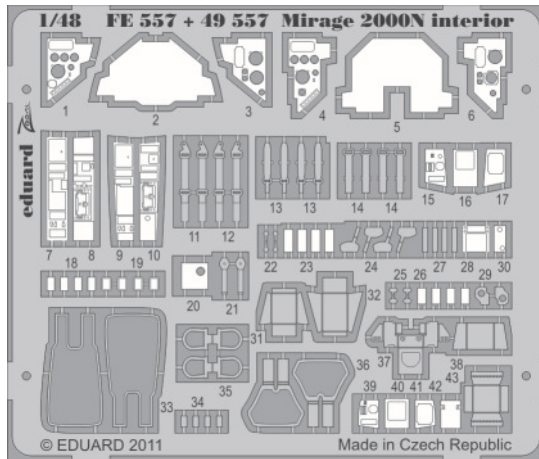 1/48 FE 557 + 49 557 Mirage 2000N interior
1 2 3 4 5 6
eduard Zoom
15 16 17
11 12 13 13 14 14
7 8 9 10
22 23 24 27 28 30
18 19
20 21 25 26 29
32
31
37 38
35 36 43
39 40 41 42
33 34
© EDUARD 2011 Made in Czech Republic